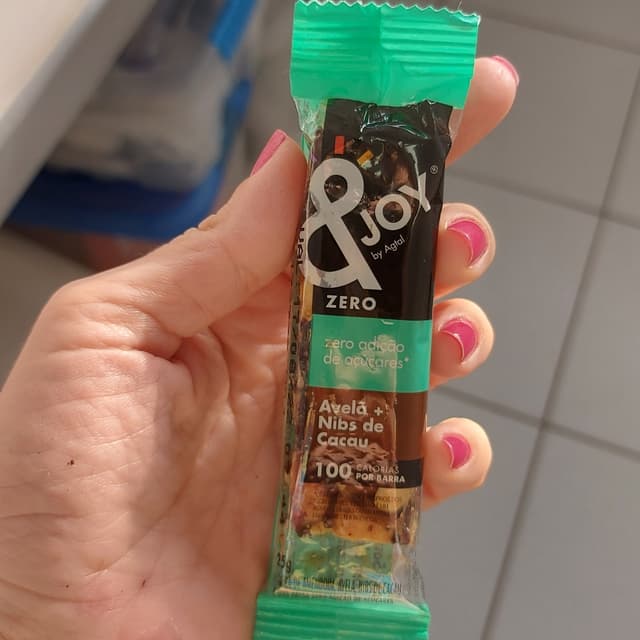 &
JOY®
by Agtal
ZERO
zero adição
de açúcares*
Avelã +
Nibs de
Cacau
100 CALORIAS
POR BARRA